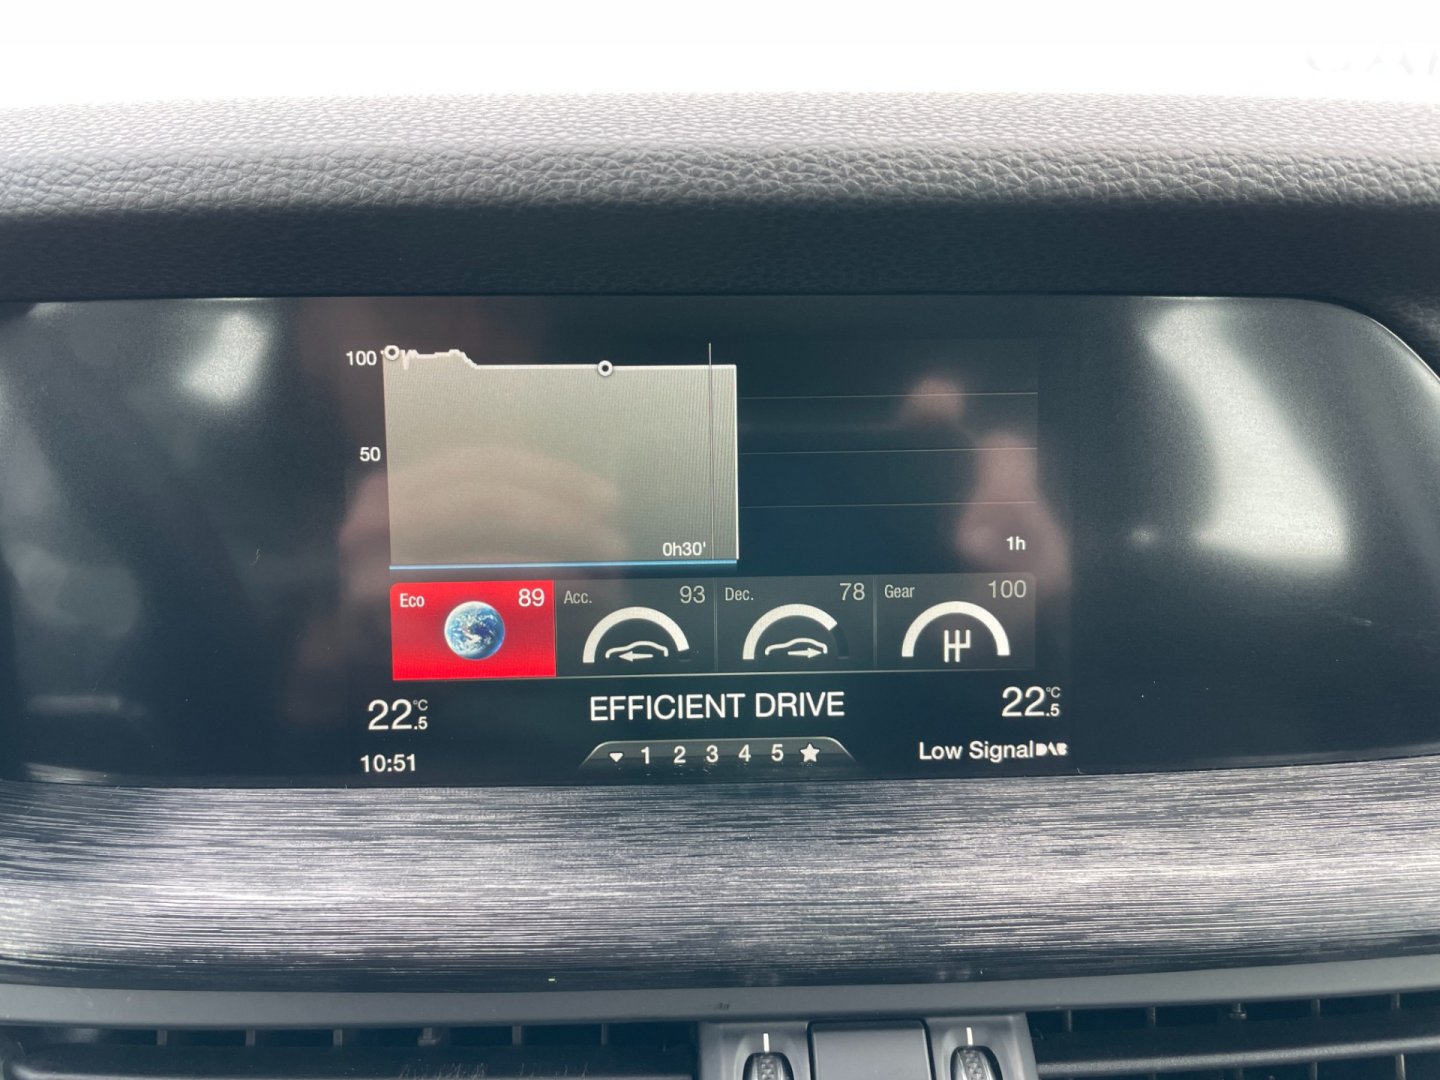 100
50
0h30'
1h
Eco 89
Acc. 93
Dec. 78
Gear 100
22.5°C
EFFICIENT DRIVE
22.5°C
1 2 3 4 5
10:51
Low Signal DAB